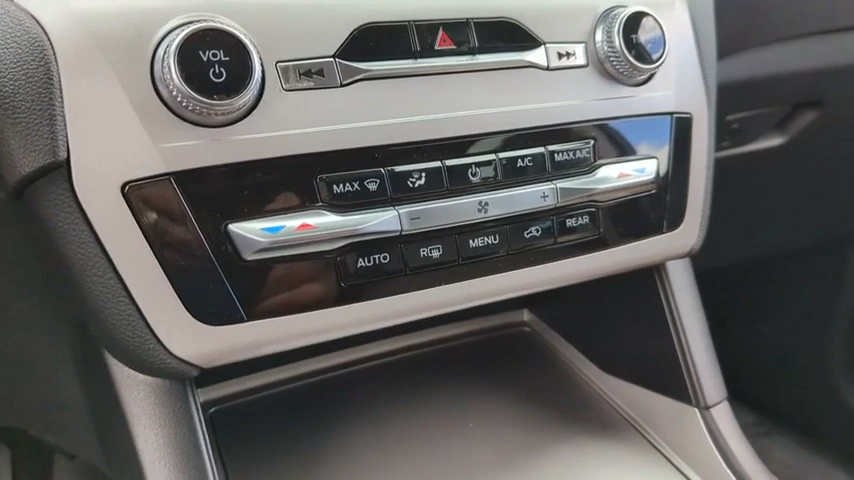 VOL
MAX
A/C
MAX A/C
AUTO
R
MENU
REAR